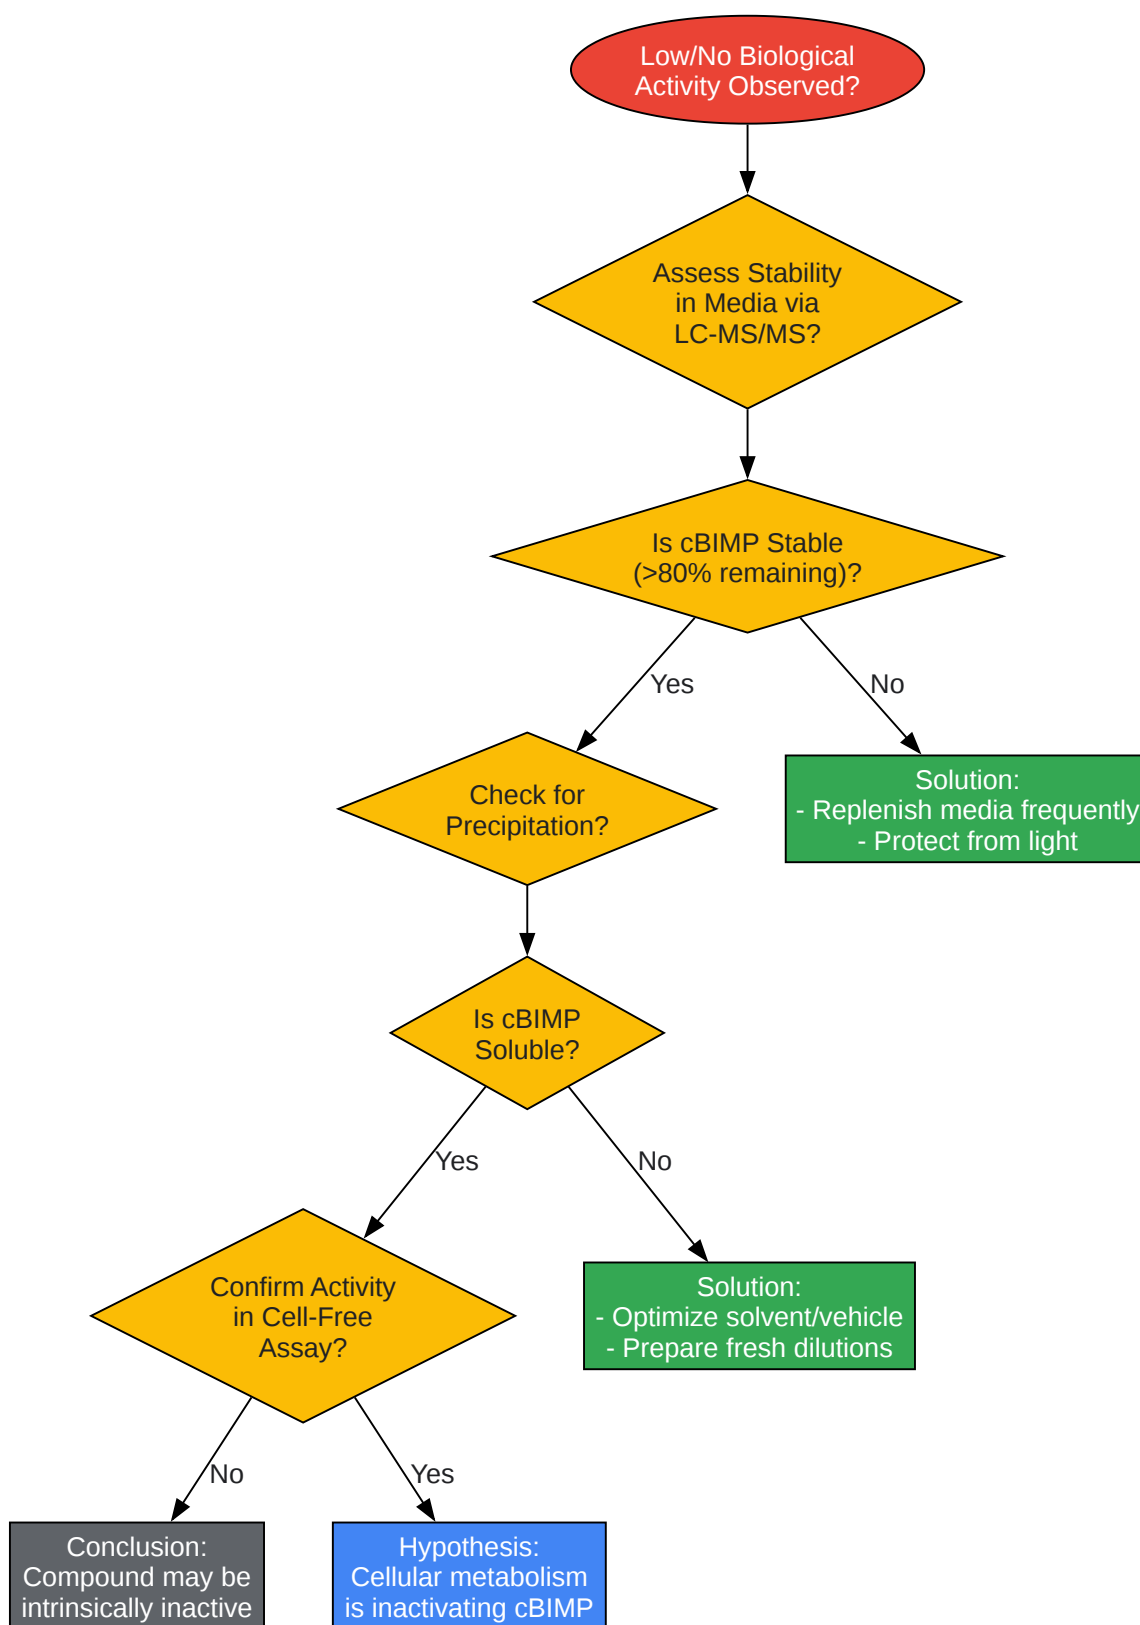 Low/No Biological
Activity Observed?
Assess Stability
in Media via
LC-MS/MS?
Is cBIMP Stable
(>80% remaining)?
Yes
No
Check for
Precipitation?
Solution:
- Replenish media frequently
- Protect from light
Is cBIMP
Soluble?
Yes
No
Confirm Activity
in Cell-Free
Assay?
Solution:
- Optimize solvent/vehicle
- Prepare fresh dilutions
No
Yes
Conclusion:
Compound may be
intrinsically inactive
Hypothesis:
Cellular metabolism
is inactivating cBIMP